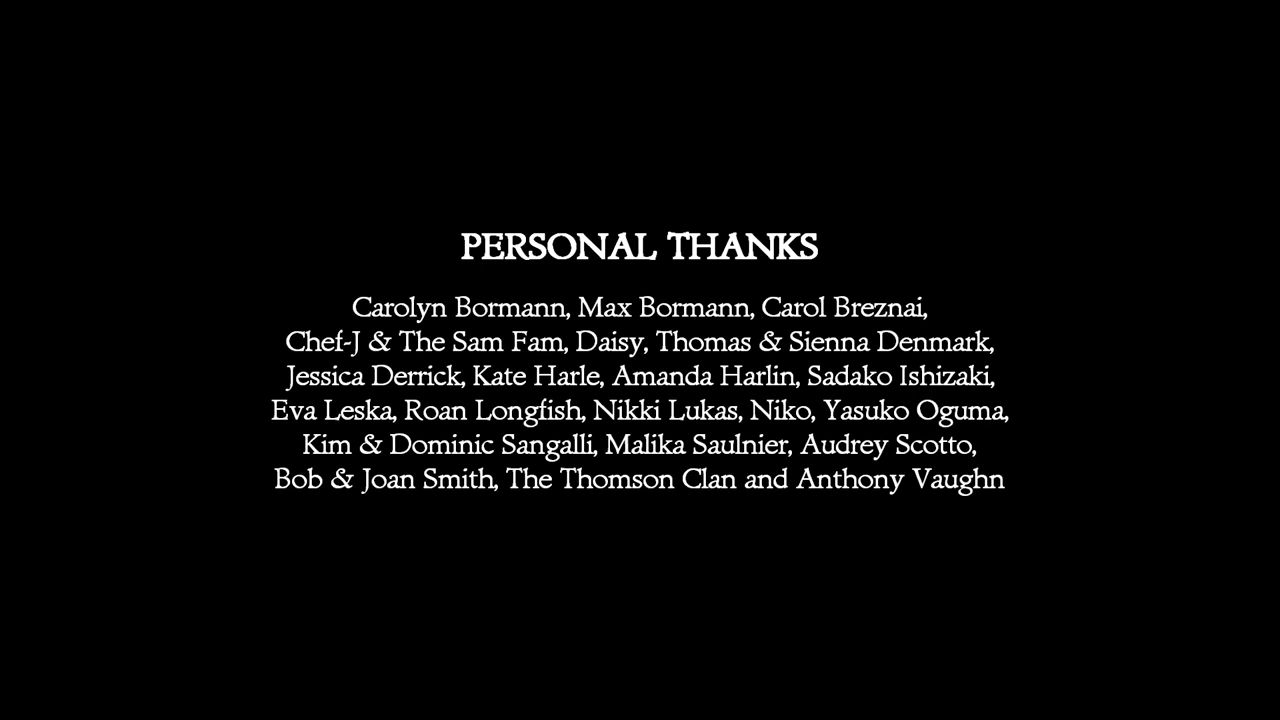 PERSONAL THANKS
Carolyn Bormann, Max Bormann, Carol Breznai,
Chef-J & The Sam Fam, Daisy, Thomas & Sienna Denmark,
Jessica Derrick, Kate Harle, Amanda Harlin, Sadako Ishizaki,
Eva Leska, Roan Longfish, Nikki Lukas, Niko, Yasuko Oguma,
Kim & Dominic Sangalli, Malika Saulnier, Audrey Scotto,
Bob & Joan Smith, The Thomson Clan and Anthony Vaughn